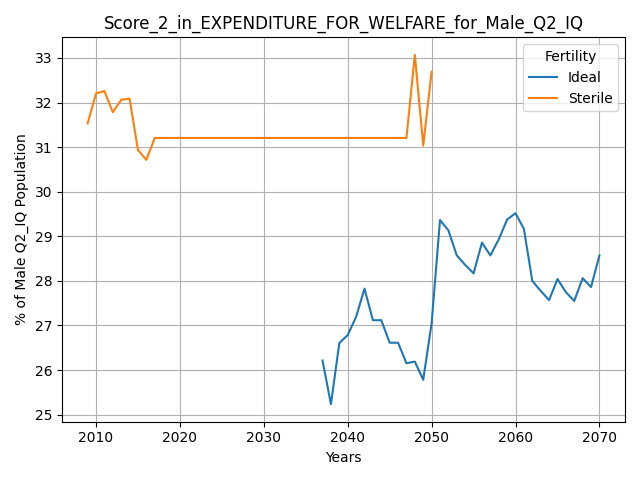 Score_2_in_EXPENDITURE_FOR_WELFARE_for_Male_Q2_IQ
Fertility
Ideal
Sterile
% of Male Q2_IQ Population
33
32
31
30
29
28
27
26
25
2010 2020 2030 2040 2050 2060 2070
Years